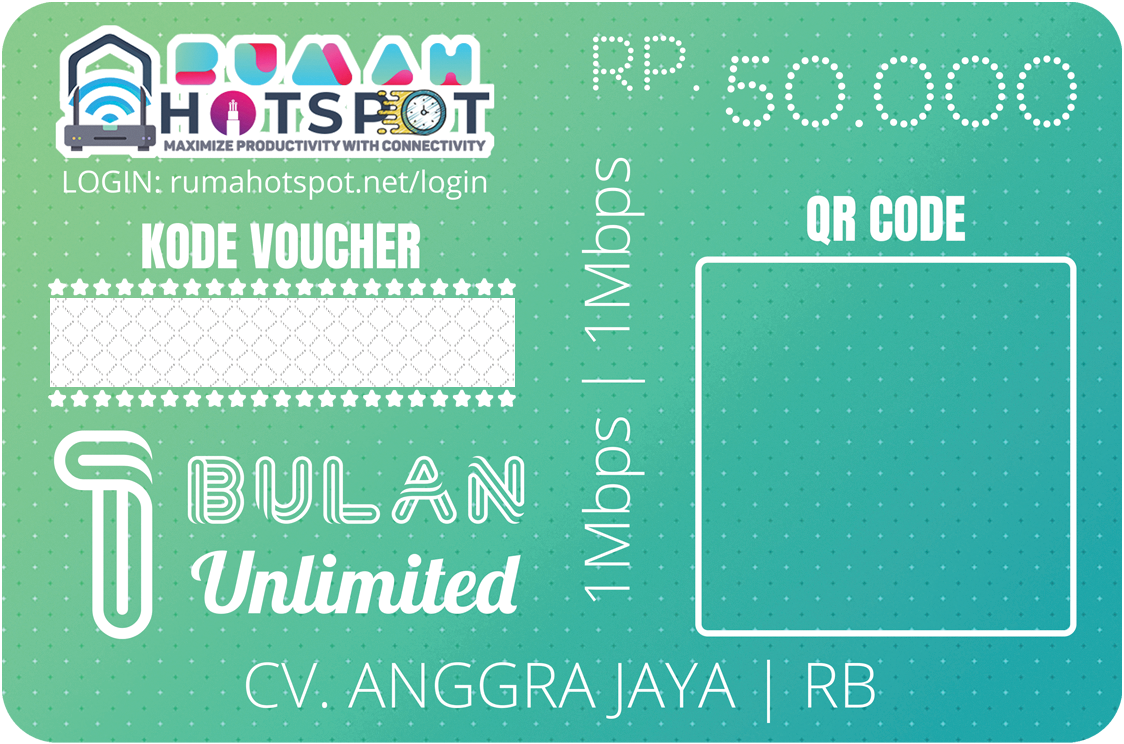 RUMAH
HOTSPOT
MAXIMIZE PRODUCTIVITY WITH CONNECTIVITY
LOGIN: rumahotspot.net/login
RP. 50.000
KODE VOUCHER
1 BULAN
Unlimited
1Mbps | 1Mbps
QR CODE
CV. ANGGRA JAYA | RB